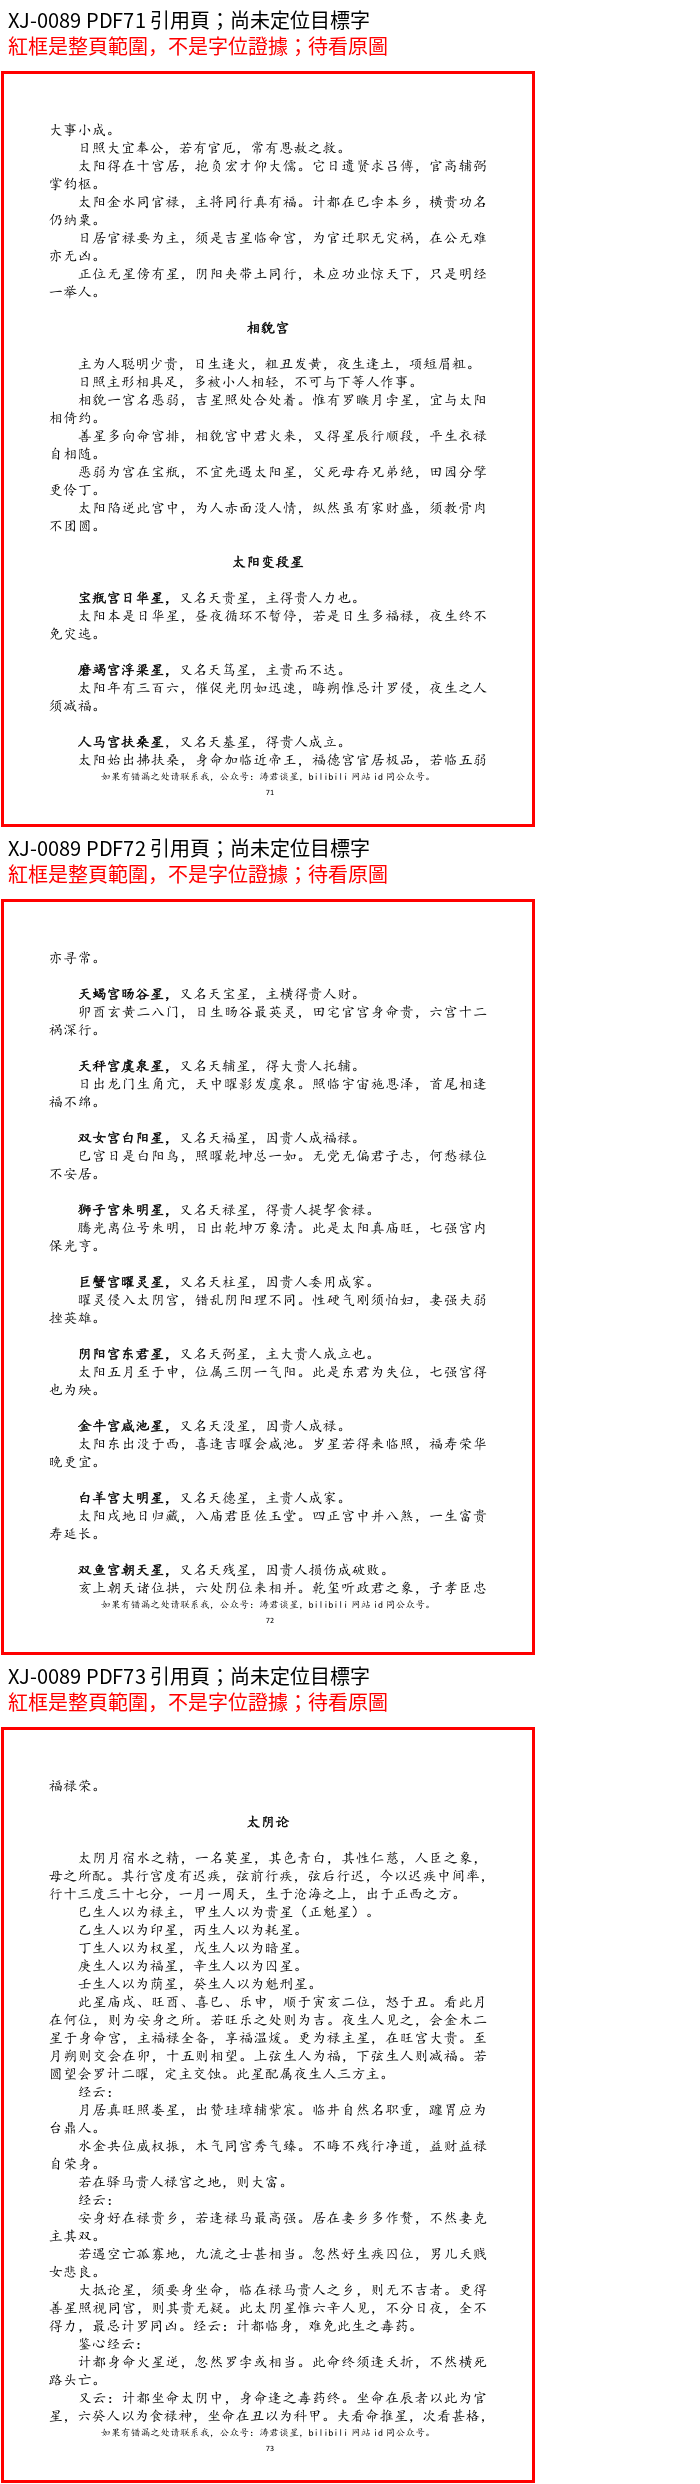 XJ-0089 PDF71 引用頁；尚未定位目標字
紅框是整頁範圍，不是字位證據；待看原圖
大事小成。
日照大宜奉公，若有官厄，常有恩赦之救。
太阳得在十宫居，抱负宏才仰大儒。它日遗贤求吕傅，官高辅弼
掌钧枢。
太阳金水同官禄，主将同行真有福。计都在巳孛本乡，横贵功名
仍纳粟。
日居官禄要为主，须是吉星临命宫，为官迁职无灾祸，在公无难
亦无凶。
正位无星傍有星，阴阳夹带土同行，未应功业惊天下，只是明经
一举人。
相貌宫
主为人聪明少贵，日生逢火，粗丑发黄，夜生逢土，项短眉粗。
日照主形相具足，多被小人相轻，不可与下等人作事。
相貌一宫名恶弱，吉星照处合处着。惟有罗睺月孛星，宜与太阳
相倚约。
善星多向命宫排，相貌宫中君火来，又得星辰行顺段，平生衣禄
自相随。
恶弱为宫在宝瓶，不宜先遇太阳星，父死母存兄弟绝，田园分擘
更伶丁。
太阳陷逆此宫中，为人赤面没人情，纵然虽有家财盛，须教骨肉
不团圆。
太阳变段星
宝瓶宫日华星，又名天贵星，主得贵人力也。
太阳本是日华星，昼夜循环不暂停，若是日生多福禄，夜生终不
免灾迍。
磨竭宫浮梁星，又名天笃星，主贵而不达。
太阳年有三百六，催促光阴如迅速，晦朔惟忌计罗侵，夜生之人
须减福。
人马宫扶桑星，又名天墓星，得贵人成立。
太阳始出拂扶桑，身命加临近帝王，福德宫官居极品，若临五弱
如果有错漏之处请联系我，公众号：涛君谈星，bilibili 网站 id 同公众号。
71
XJ-0089 PDF72 引用頁；尚未定位目標字
紅框是整頁範圍，不是字位證據；待看原圖
亦寻常。
天蝎宫旸谷星，又名天宝星，主横得贵人财。
卯酉玄黄二八门，日生旸谷最英灵，田宅官宫身命贵，六宫十二
祸深行。
天秤宫虞泉星，又名天辅星，得大贵人托辅。
日出龙门生角亢，天中曜影发虞泉。照临宇宙施恩泽，首尾相逢
福不绵。
双女宫白阳星，又名天福星，因贵人成福禄。
巳宫日是白阳鸟，照曜乾坤总一如。无党无偏君子志，何愁禄位
不安居。
狮子宫朱明星，又名天禄星，得贵人提挈食禄。
腾光离位号朱明，日出乾坤万象清。此是太阳真庙旺，七强宫内
保光亨。
巨蟹宫曜灵星，又名天柱星，因贵人委用成家。
曜灵侵入太阴宫，错乱阴阳理不同。性硬气刚须怕妇，妻强夫弱
挫英雄。
阴阳宫东君星，又名天弼星，主大贵人成立也。
太阳五月至于申，位属三阴一气阳。此是东君为失位，七强宫得
也为殃。
金牛宫咸池星，又名天没星，因贵人成禄。
太阳东出没于西，喜逢吉曜会咸池。岁星若得来临照，福寿荣华
晚更宜。
白羊宫大明星，又名天德星，主贵人成家。
太阳戌地日归藏，入庙君臣佐玉堂。四正宫中并八煞，一生富贵
寿延长。
双鱼宫朝天星，又名天残星，因贵人损伤成破败。
亥上朝天诸位拱，六处阴位来相并。乾玺听政君之象，子孝臣忠
如果有错漏之处请联系我，公众号：涛君谈星，bilibili 网站 id 同公众号。
72
XJ-0089 PDF73 引用頁；尚未定位目標字
紅框是整頁範圍，不是字位證據；待看原圖
福禄荣。
太阴论
太阴月宿水之精，一名莫星，其色青白，其性仁慈，人臣之象，
母之所配。其行宫度有迟疾，弦前行疾，弦后行迟，今以迟疾中间率，
行十三度三十七分，一月一周天，生于沧海之上，出于正西之方。
巳生人以为禄主，甲生人以为贵星（正魁星）。
乙生人以为印星，丙生人以为耗星。
丁生人以为权星，戊生人以为暗星。
庚生人以为福星，辛生人以为囚星。
壬生人以为荫星，癸生人以为魁刑星。
此星庙戌、旺酉、喜巳、乐申，顺于寅亥二位，怒于丑。看此月
在何位，则为安身之所。若旺乐之处则为吉。夜生人见之，会金木二
星于身命宫，主福禄全备，享福温煖。更为禄主星，在旺宫大贵。至
月朔则交会在卯，十五则相望。上弦生人为福，下弦生人则减福。若
圆望会罗计二曜，定主交蚀。此星配属夜生人三方主。
经云：
月居真旺照娄星，出赞珪璋辅紫宸。临井自然名职重，躔胃应为
台鼎人。
水金共位威权振，木气同宫秀气臻。不晦不残行净道，益财益禄
自荣身。
若在驿马贵人禄宫之地，则大富。
经云：
安身好在禄贵乡，若逢禄马最高强。居在妻乡多作赘，不然妻克
主其双。
若遇空亡孤寡地，九流之士甚相当。忽然好生疾囚位，男儿夭贱
女悲良。
大抵论星，须要身坐命，临在禄马贵人之乡，则无不吉者。更得
善星照视同宫，则其贵无疑。此太阴星惟六辛人见，不分日夜，全不
得力，最忌计罗同凶。经云：计都临身，难免此生之毒药。
鉴心经云：
计都身命火星逆，忽然罗孛或相当。此命终须逢夭折，不然横死
路头亡。
又云：计都坐命太阴中，身命逢之毒药终。坐命在辰者以此为官
星，六癸人以为食禄神，坐命在丑以为科甲。夫看命推星，次看甚格，
如果有错漏之处请联系我，公众号：涛君谈星，bilibili 网站 id 同公众号。
73